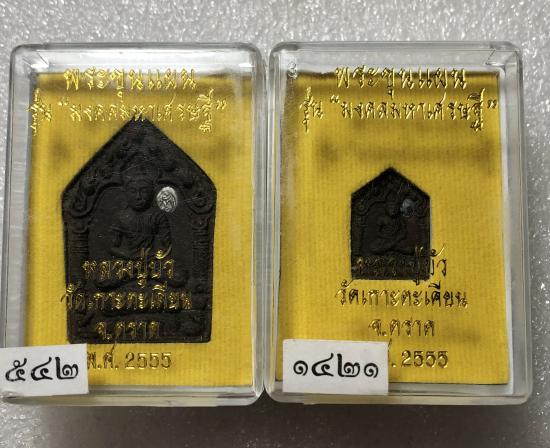 พระขุนแผน
รุ่น "มงคลมหาเศรษฐี"
หลวงปู่บัว
วัดเกาะตะเคียน
จ.ตราด
พ.ศ. 2555
๕๔๒
พระขุนแผน
รุ่น "มงคลมหาเศรษฐี"
หลวงปู่บัว
วัดเกาะตะเคียน
จ.ตราด
. 2555
๑๔๒๑